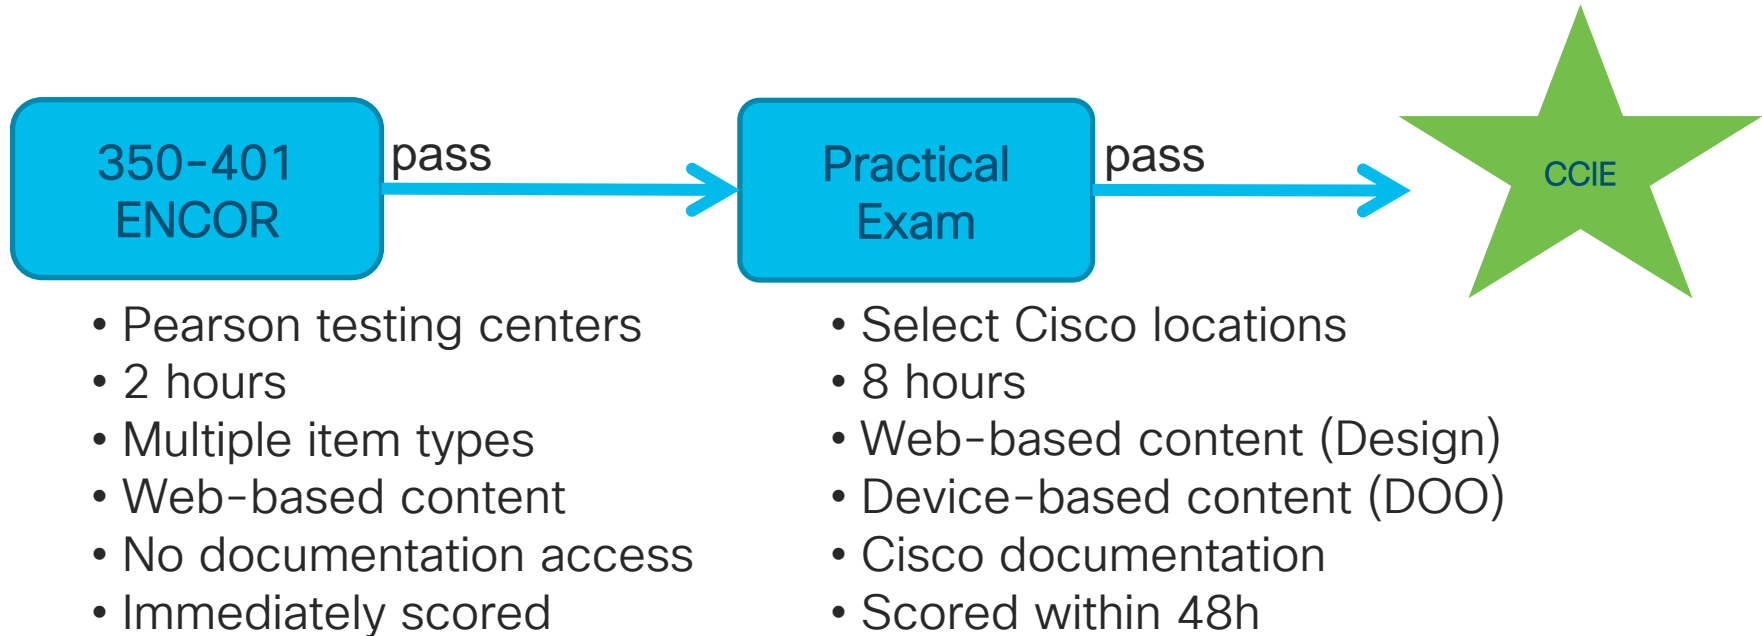 350-401
ENCOR
pass
Practical
Exam
pass
CCIE
• Pearson testing centers
• 2 hours
• Multiple item types
• Web-based content
• No documentation access
• Immediately scored
• Select Cisco locations
• 8 hours
• Web-based content (Design)
• Device-based content (DOO)
• Cisco documentation
• Scored within 48h